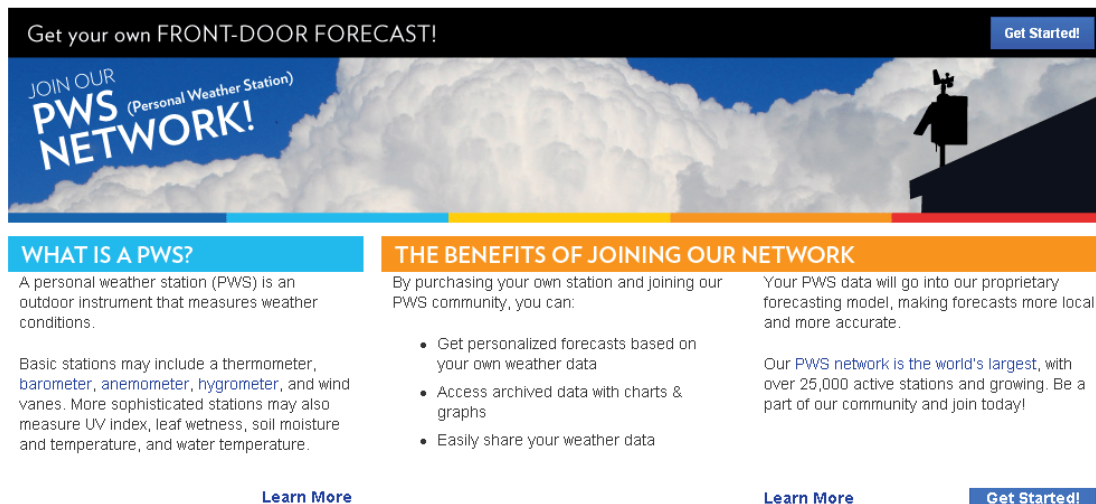 Get your own FRONT-DOOR FORECAST!
Get Started!
JOIN OUR
PWS (Personal Weather Station)
NETWORK!
WHAT IS A PWS?
A personal weather station (PWS) is an
outdoor instrument that measures weather
conditions.
Basic stations may include a thermometer,
barometer, anemometer, hygrometer, and wind
vanes. More sophisticated stations may also
measure UV index, leaf wetness, soil moisture
and temperature, and water temperature.
Learn More
THE BENEFITS OF JOINING OUR NETWORK
By purchasing your own station and joining our
PWS community, you can:
• Get personalized forecasts based on
your own weather data
• Access archived data with charts &
graphs
• Easily share your weather data
Your PWS data will go into our proprietary
forecasting model, making forecasts more local
and more accurate.
Our PWS network is the world's largest, with
over 25,000 active stations and growing. Be a
part of our community and join today!
Learn More
Get Started!